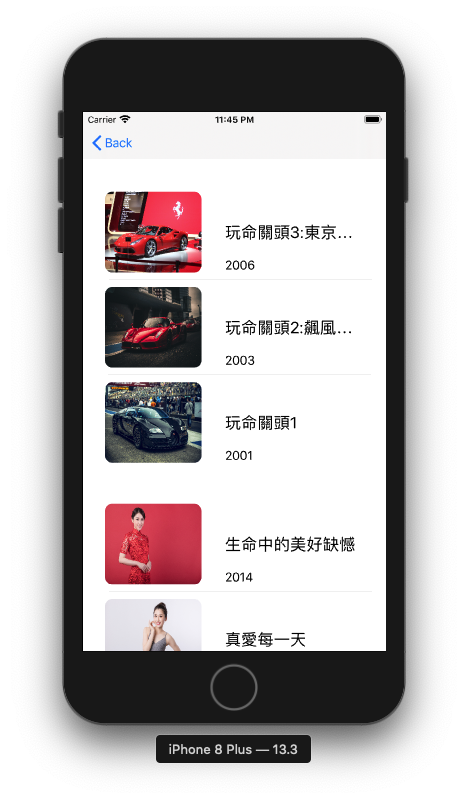 Carrier
11:45 PM
Back
玩命關頭3:東京…
2006
玩命關頭2:飆風…
2003
玩命關頭1
2001
生命中的美好缺憾
2014
真愛每一天
iPhone 8 Plus — 13.3